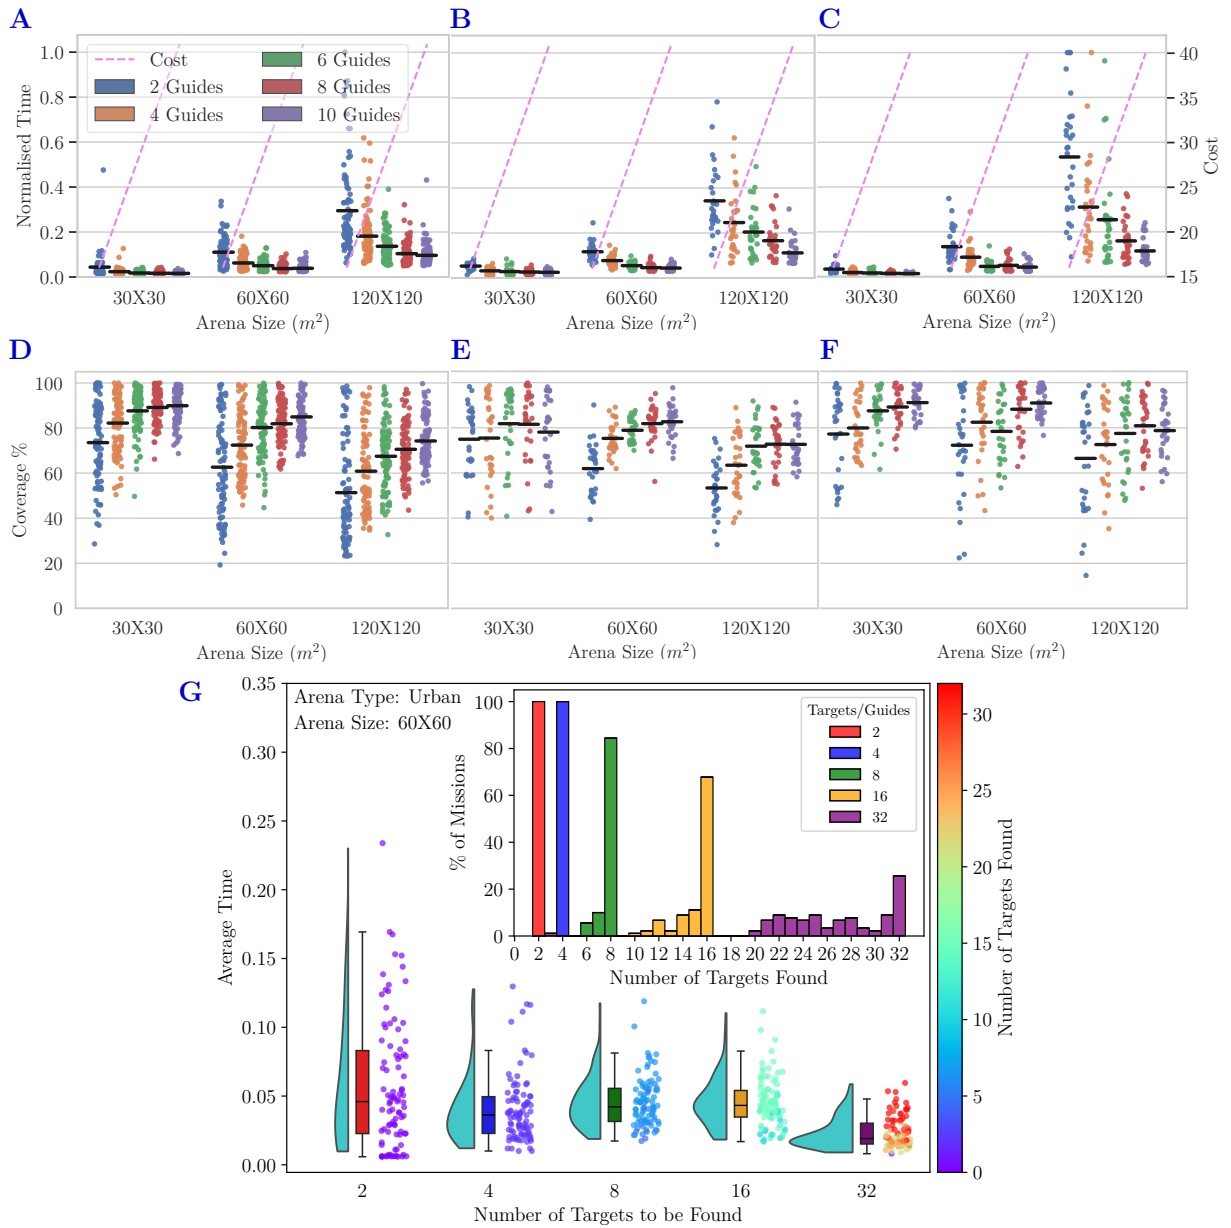 A
B
C
1.0
0.8
0.6
0.4
0.2
0.0
Normalised Time
Cost
2 Guides
4 Guides
6 Guides
8 Guides
10 Guides
40
35
30
25
20
15
Cost
30X30
60X60
120X120
30X30
60X60
120X120
30X30
60X60
120X120
Arena Size (m²)
Arena Size (m²)
Arena Size (m²)
D
E
F
100
80
60
40
20
0
Coverage %
30X30
60X60
120X120
30X30
60X60
120X120
30X30
60X60
120X120
Arena Size (m²)
Arena Size (m²)
Arena Size (m²)
G
Arena Type: Urban
Arena Size: 60X60
0.35
0.30
0.25
0.20
0.15
0.10
0.05
0.00
Average Time
100
80
60
40
20
0
% of Missions
Targets/Guides
2
4
8
16
32
0 2 4 6 8 10 12 14 16 18 20 22 24 26 28 30 32
Number of Targets Found
2 4 8 16 32
Number of Targets to be Found
30
25
20
15
10
5
0
Number of Targets Found